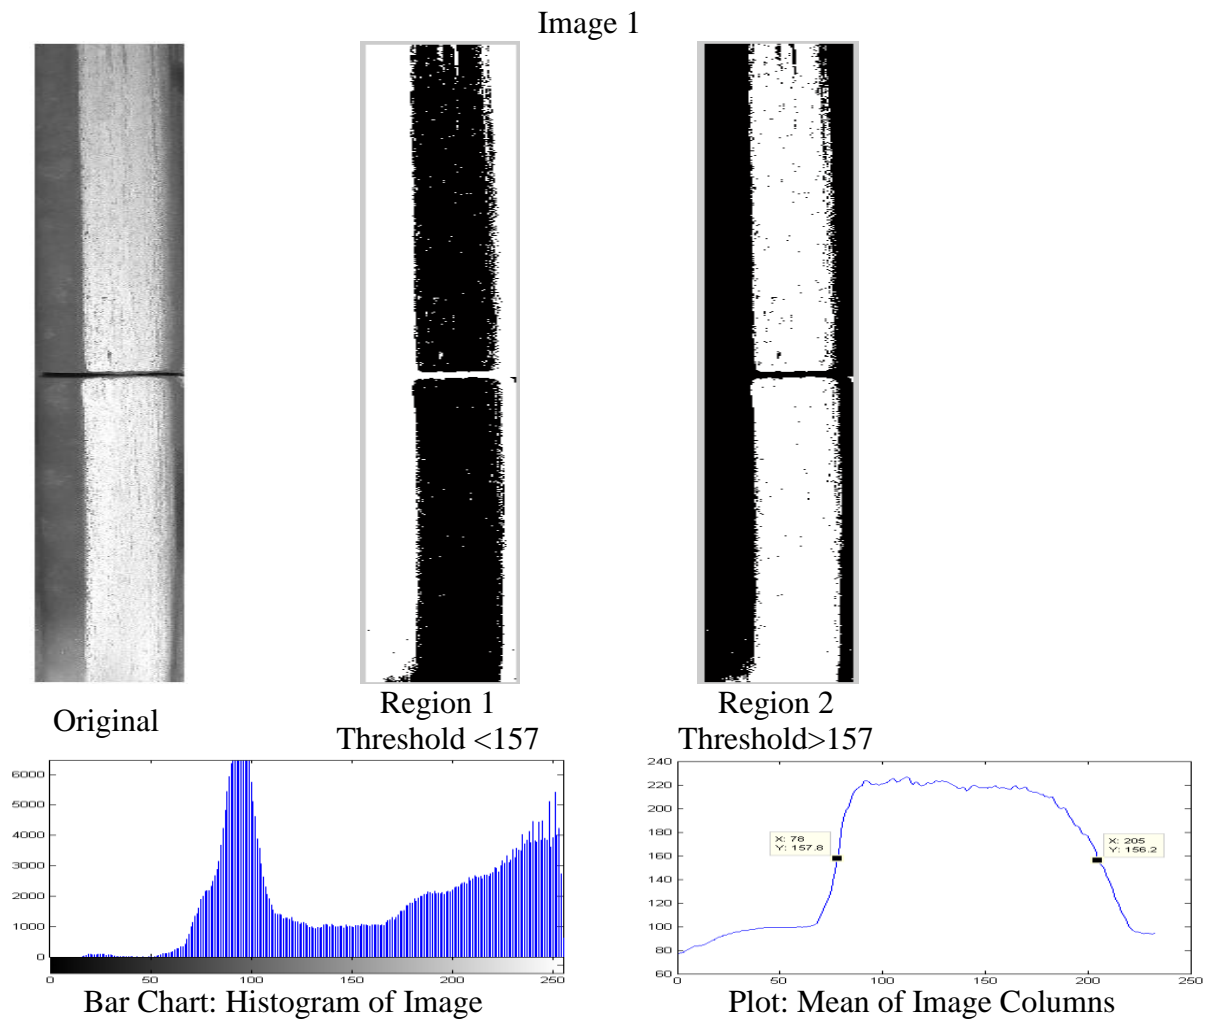 Image 1
Original
Region 1
Threshold <157
Region 2
Threshold>157
6000
5000
4000
3000
2000
1000
0
0
50
100
150
200
250
Bar Chart: Histogram of Image
240
220
200
180
160
140
120
100
80
60
0
50
100
150
200
250
X: 78
Y: 157.8
X: 205
Y: 156.2
Plot: Mean of Image Columns